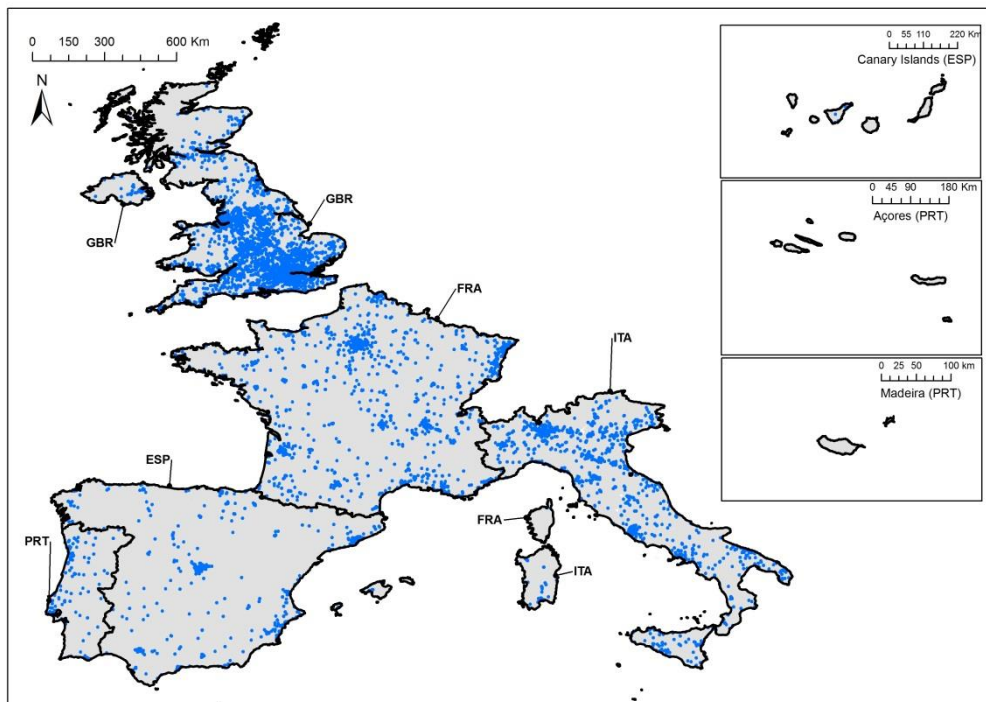 0 150 300 600 Km
N
GBR
GBR
FRA
ITA
ESP
PRT
FRA
ITA
0 55 110 220 Km
Canary Islands (ESP)
0 45 90 180 Km
Açores (PRT)
0 25 50 100 km
Madeira (PRT)